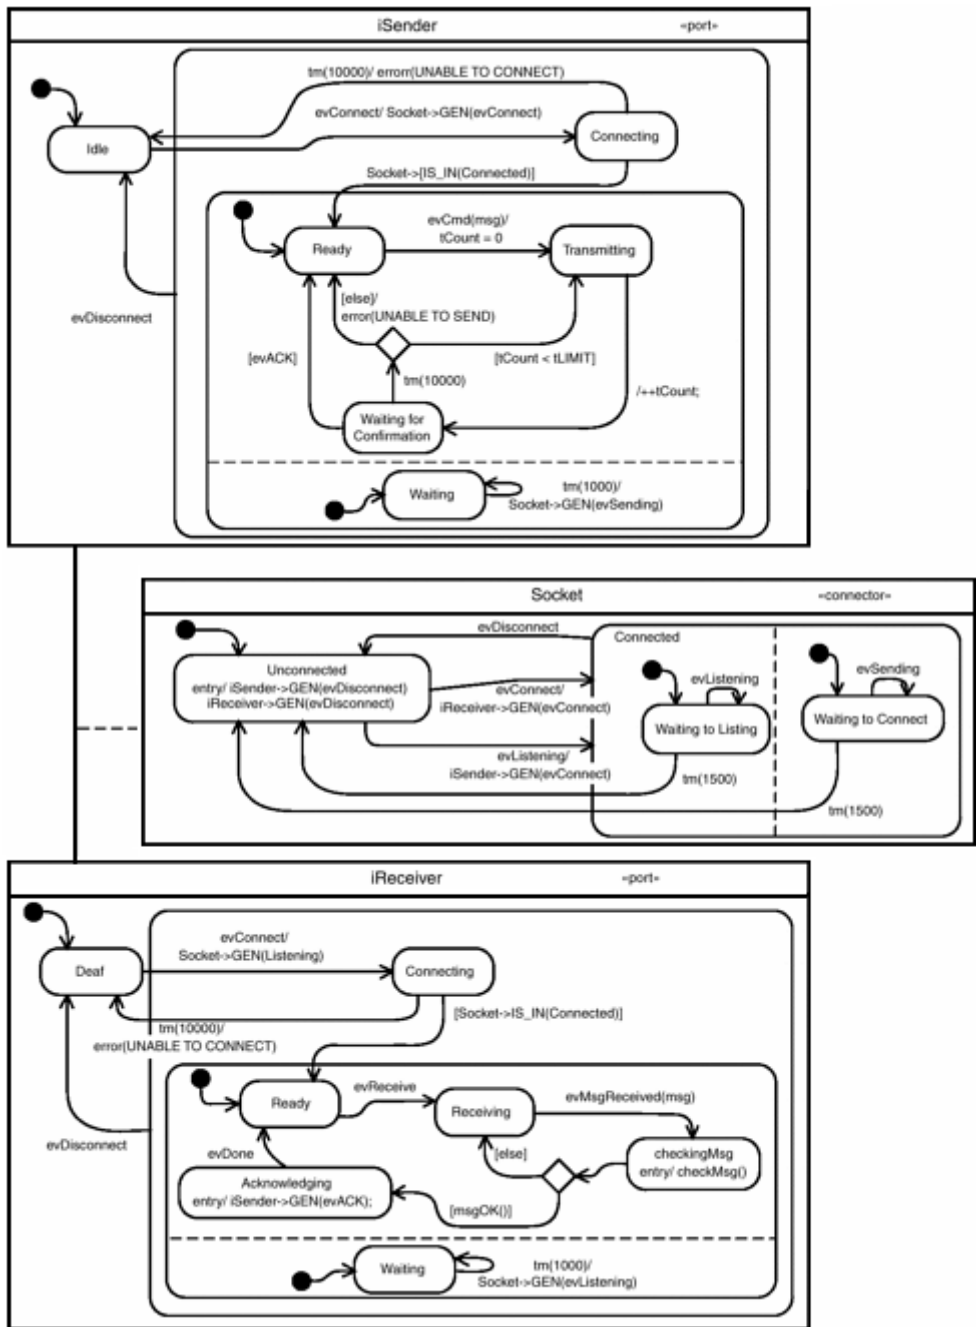 iSender «port»
tm(10000)/ errorr(UNABLE TO CONNECT)
evConnect/ Socket->GEN(evConnect)
Connecting
Idle
Socket->[IS_IN(Connected)]
evCmd(msg)/
tCount = 0
Ready
Transmitting
[else]/
error(UNABLE TO SEND)
evDisconnect
[evACK]
[tCount < tLIMIT]
tm(10000)
/++tCount;
Waiting for
Confirmation
Waiting
tm(1000)/
Socket->GEN(evSending)
Socket «connector»
evDisconnect
Connected
Unconnected
entry/ iSender->GEN(evDisconnect)
iReceiver->GEN(evDisconnect)
evListening
evSending
evConnect/
iReceiver->GEN(evConnect)
Waiting to Listing
Waiting to Connect
evListening/
iSender->GEN(evConnect)
tm(1500)
tm(1500)
iReceiver «port»
evConnect/
Socket->GEN(Listening)
Deaf
Connecting
[Socket->IS_IN(Connected)]
tm(10000)/
error(UNABLE TO CONNECT)
Ready
evReceive
Receiving
evMsgReceived(msg)
evDisconnect
evDone
[else]
checkingMsg
entry/ checkMsg()
Acknowledging
entry/ iSender->GEN(evACK);
[msgOK()]
Waiting
tm(1000)/
Socket->GEN(evListening)